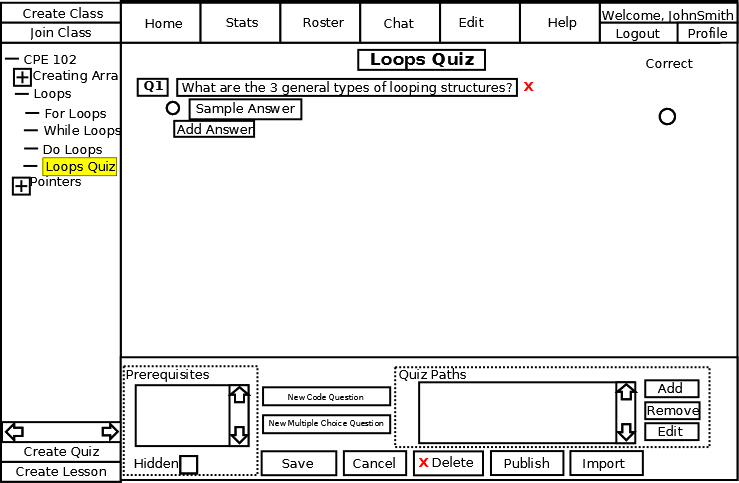 Create Class
Join Class
Home
Stats
Roster
Chat
Edit
Help
Welcome, JohnSmith
Logout
Profile
CPE 102
Creating Arra
Loops
For Loops
While Loops
Do Loops
Loops Quiz
Pointers
Create Quiz
Create Lesson
Loops Quiz
Correct
Q1 What are the 3 general types of looping structures? X
Sample Answer
Add Answer
Prerequisites
Hidden
New Code Question
New Multiple Choice Question
Quiz Paths
Add
Remove
Edit
Save
Cancel
X Delete
Publish
Import